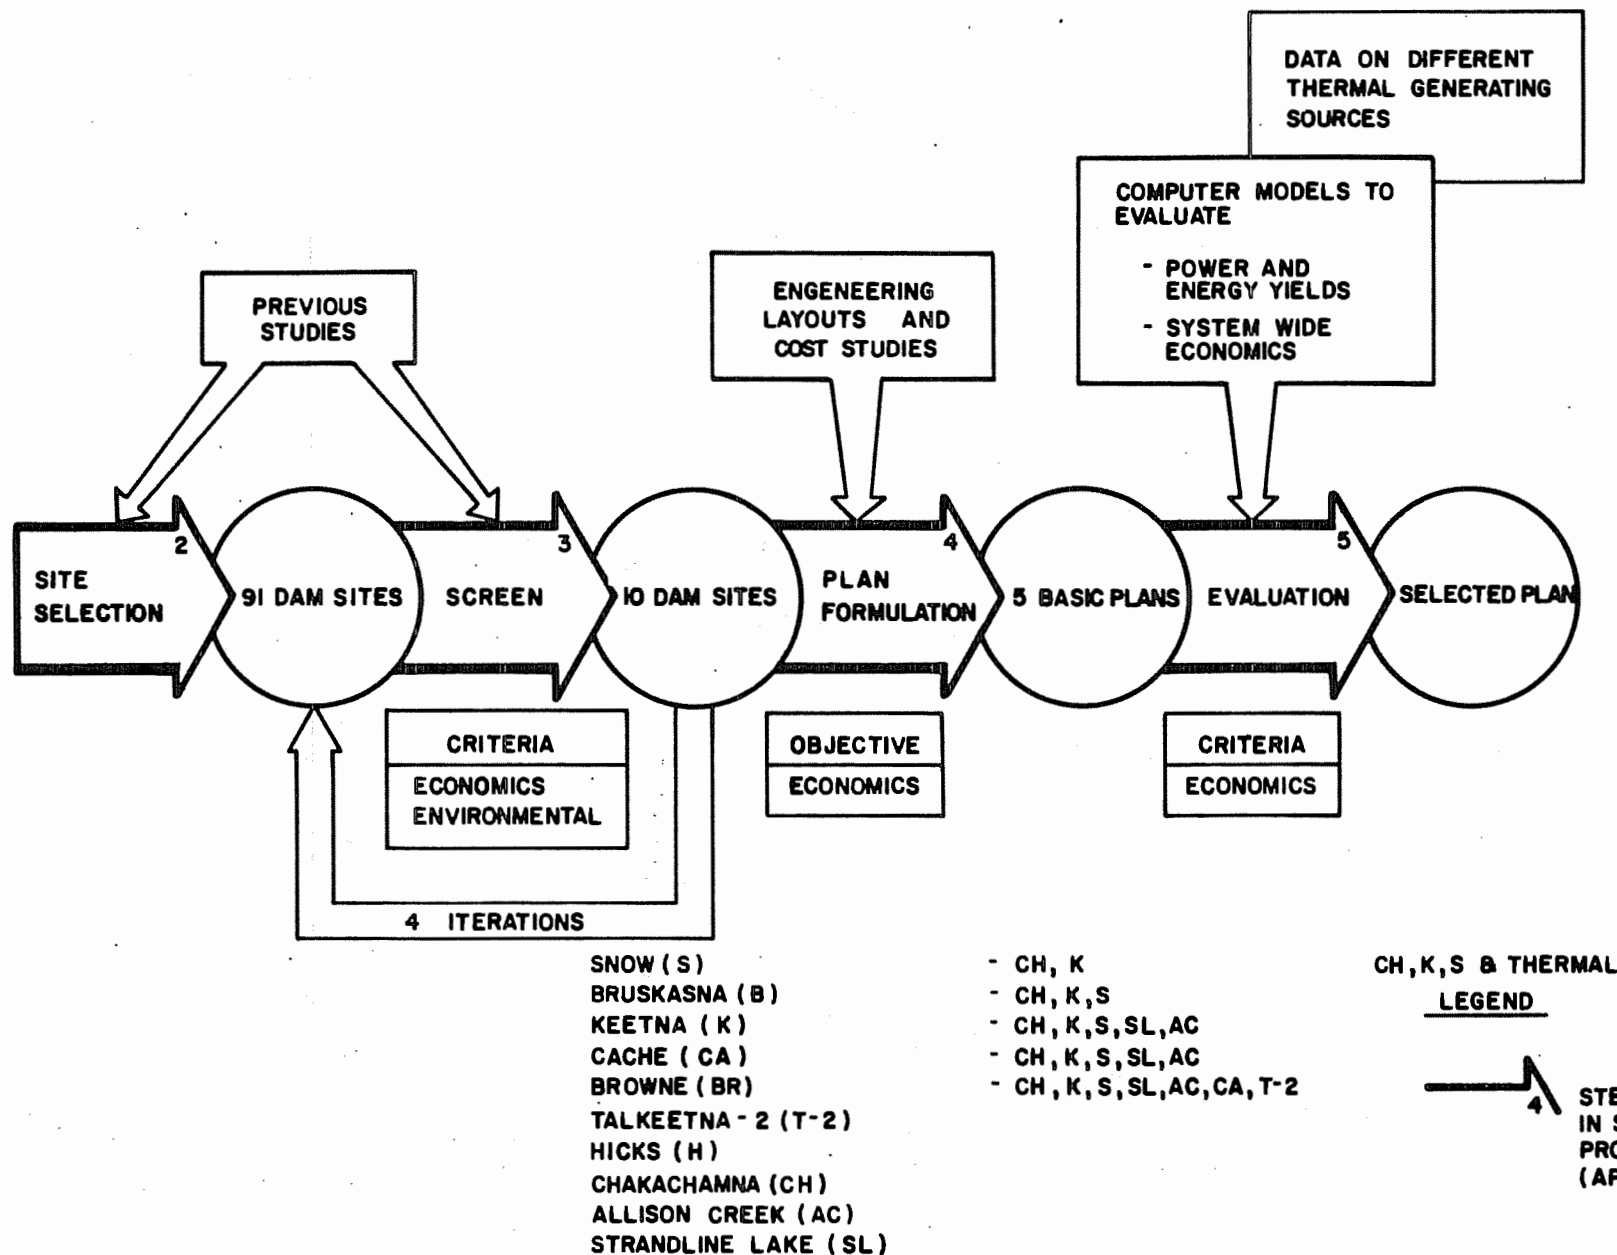 DATA ON DIFFERENT
THERMAL GENERATING
SOURCES
COMPUTER MODELS TO
EVALUATE
- POWER AND
ENERGY YIELDS
- SYSTEM WIDE
ECONOMICS
PREVIOUS
STUDIES
ENGENEERING
LAYOUTS AND
COST STUDIES
2
SITE
SELECTION
91 DAM SITES
3
SCREEN
10 DAM SITES
4
PLAN
FORMULATION
5 BASIC PLANS
5
EVALUATION
SELECTED PLAN
CRITERIA
ECONOMICS
ENVIRONMENTAL
OBJECTIVE
ECONOMICS
CRITERIA
ECONOMICS
4 ITERATIONS
SNOW (S)
BRUSKASNA (B)
KEETNA (K)
CACHE (CA)
BROWNE (BR)
TALKEETNA - 2 (T-2)
HICKS (H)
CHAKACHAMNA (CH)
ALLISON CREEK (AC)
STRANDLINE LAKE (SL)
- CH, K
- CH, K, S
- CH, K, S, SL, AC
- CH, K, S, SL, AC
- CH, K, S, SL, AC, CA, T-2
CH, K, S & THERMAL
LEGEND
4
IN